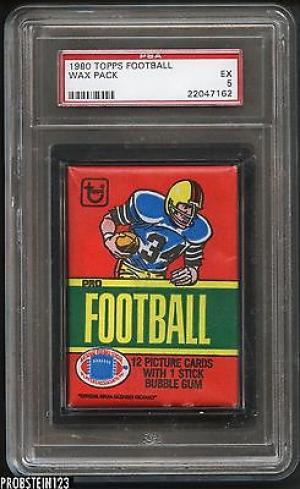 PSA
1980 TOPPS FOOTBALL
WAX PACK
EX
5
22047162
34
PRO
FOOTBALL
12 PICTURE CARDS
WITH 1 STICK
BUBBLE GUM
PROBSTEIN123